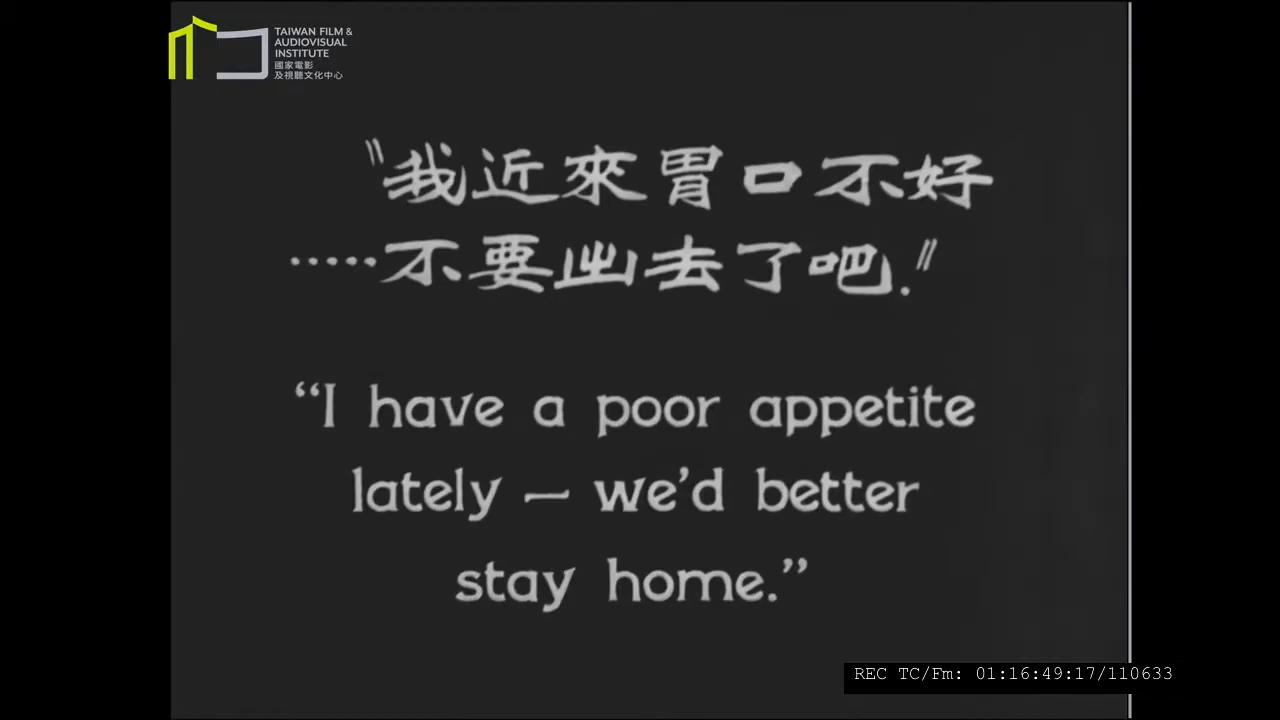 TAIWAN FILM &
AUDIOVISUAL
INSTITUTE
國家電影
及視聽文化中心
"我近來胃口不好
·····不要出去了吧."
“I have a poor appetite
lately — we’d better
stay home.”
REC TC/Fm: 01:16:49:17/110633